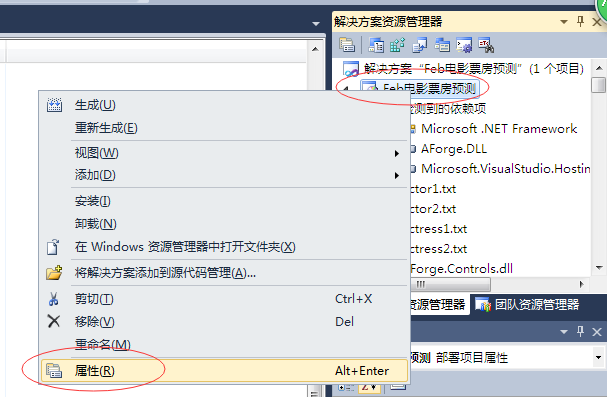 解决方案资源管理器
解决方案“Feb电影票房预测”(1 个项目)
Feb电影票房预测
检测到的依赖项
Microsoft .NET Framework
AForge.DLL
Microsoft.VisualStudio.Hostin
ctor1.txt
ctor2.txt
ctress1.txt
ctress2.txt
Forge.Controls.dll
资源管理器
团队资源管理器
预测 部署项目属性
生成(U)
重新生成(E)
视图(W)
添加(D)
安装(I)
卸载(N)
在 Windows 资源管理器中打开文件夹(X)
将解决方案添加到源代码管理(A)...
剪切(T) Ctrl+X
移除(V) Del
重命名(M)
属性(R) Alt+Enter